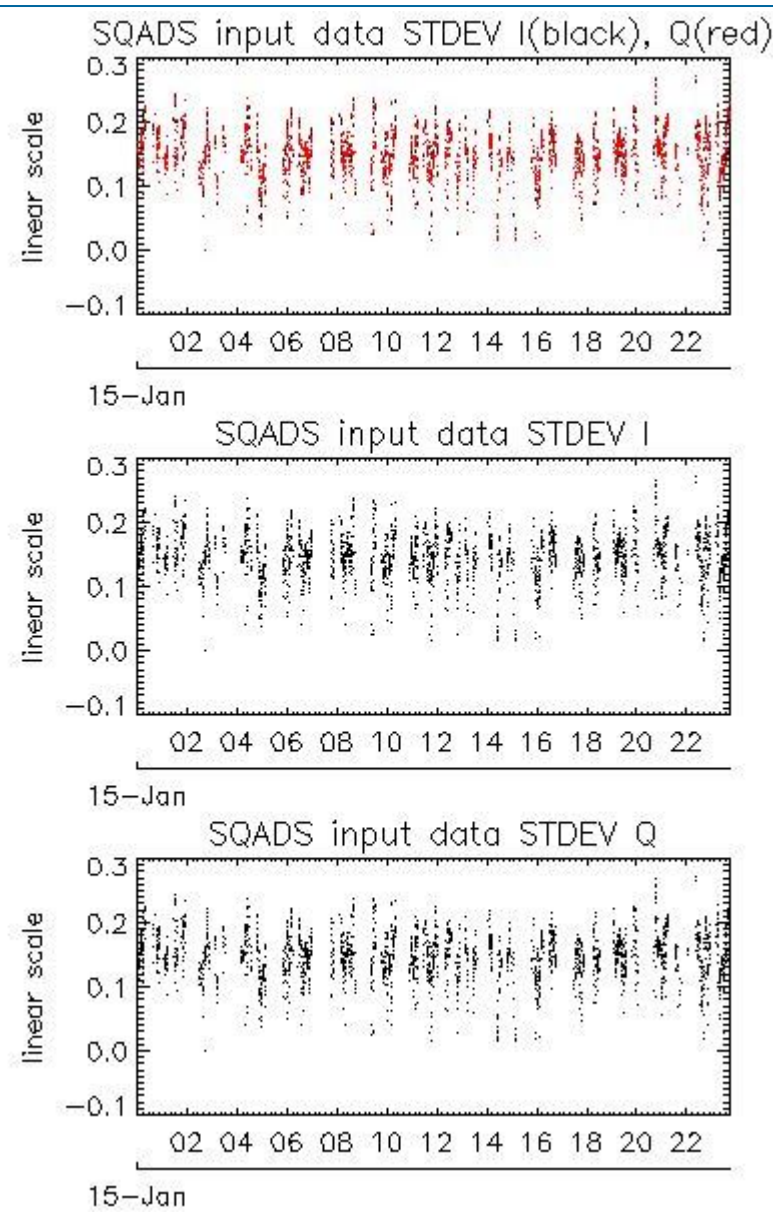 SQADS input data STDEV I(black), Q(red)
0.3
0.2
0.1
0.0
-0.1
linear scale
02 04 06 08 10 12 14 16 18 20 22
15-Jan
SQADS input data STDEV I
0.3
0.2
0.1
0.0
-0.1
linear scale
02 04 06 08 10 12 14 16 18 20 22
15-Jan
SQADS input data STDEV Q
0.3
0.2
0.1
0.0
-0.1
linear scale
02 04 06 08 10 12 14 16 18 20 22
15-Jan